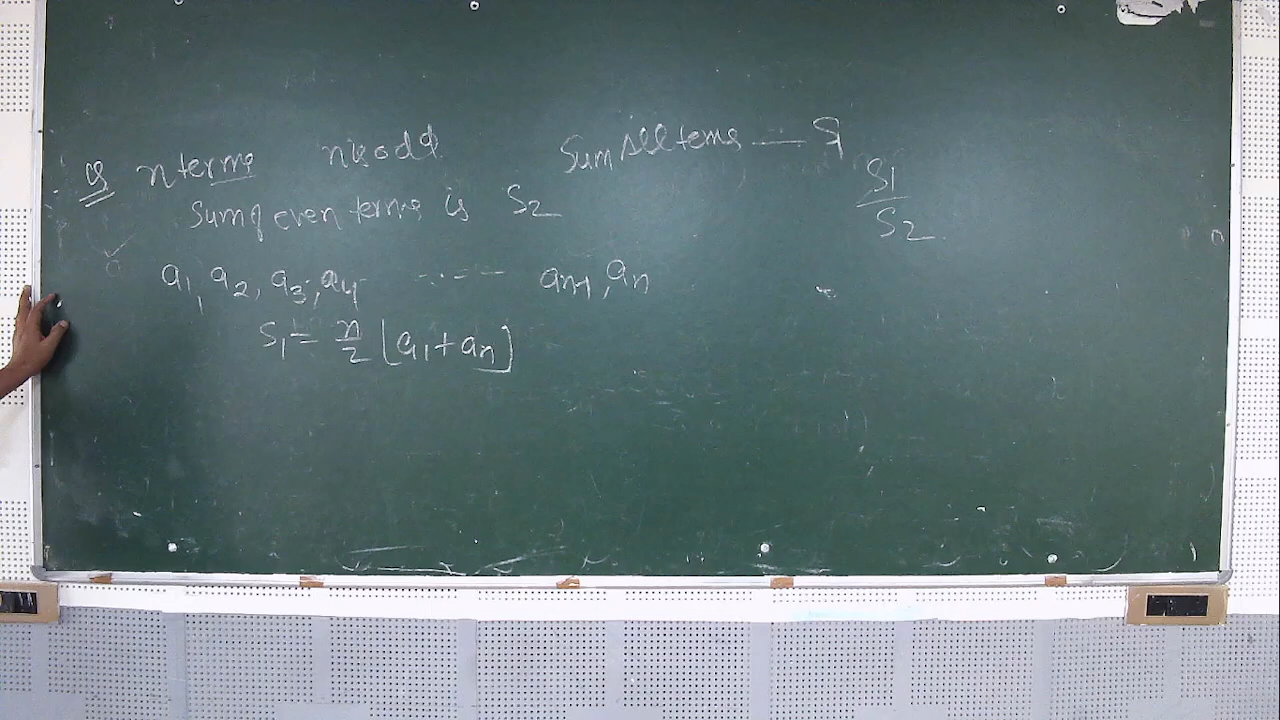 Q n terms n is odd Sum All terms — S1
Sum of even terms is S2
S1/S2
a1, a2, a3, a4 ------ an-1, an
S1 = n/2 [a1 + an]